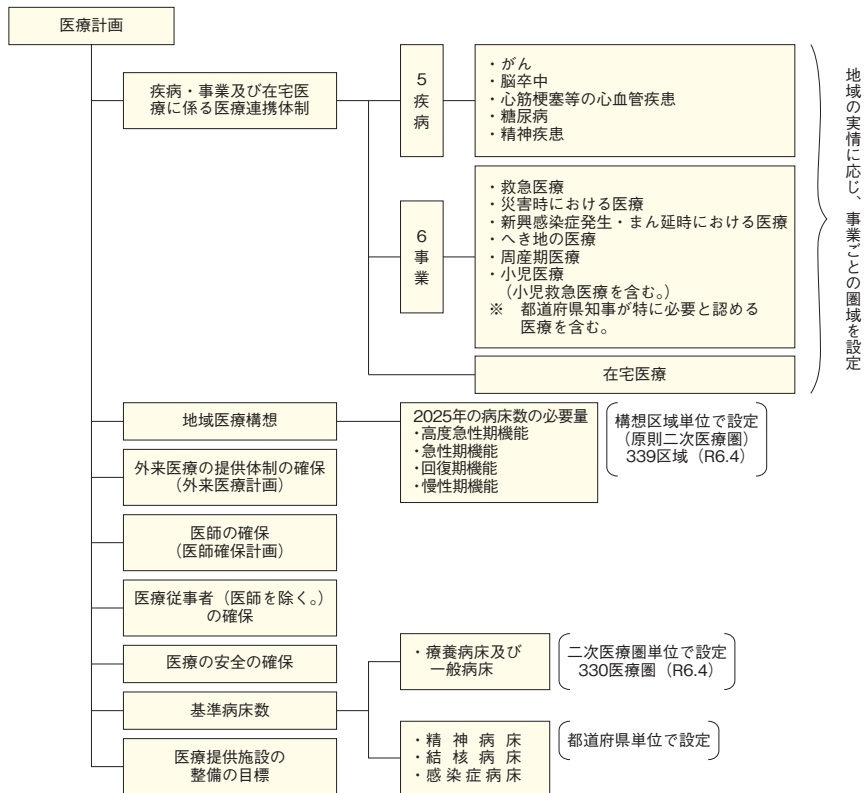 医療計画
疾病・事業及び在宅医
療に係る医療連携体制
5
疾
病
・がん
・脳卒中
・心筋梗塞等の心血管疾患
・糖尿病
・精神疾患
6
事
業
・救急医療
・災害時における医療
・新興感染症発生・まん延時における医療
・へき地の医療
・周産期医療
・小児医療
（小児救急医療を含む。）
※　都道府県知事が特に必要と認める
医療を含む。
在宅医療
地域の実情に応じ、事業ごとの圏域を設定
地域医療構想
2025年の病床数の必要量
・高度急性期機能
・急性期機能
・回復期機能
・慢性期機能
構想区域単位で設定
（原則二次医療圏）
339区域（R6.4）
外来医療の提供体制の確保
（外来医療計画）
医師の確保
（医師確保計画）
医療従事者（医師を除く。）
の確保
医療の安全の確保
基準病床数
・療養病床及び
一般病床
二次医療圏単位で設定
330医療圏（R6.4）
・精神病床
・結核病床
・感染症病床
都道府県単位で設定
医療提供施設の
整備の目標